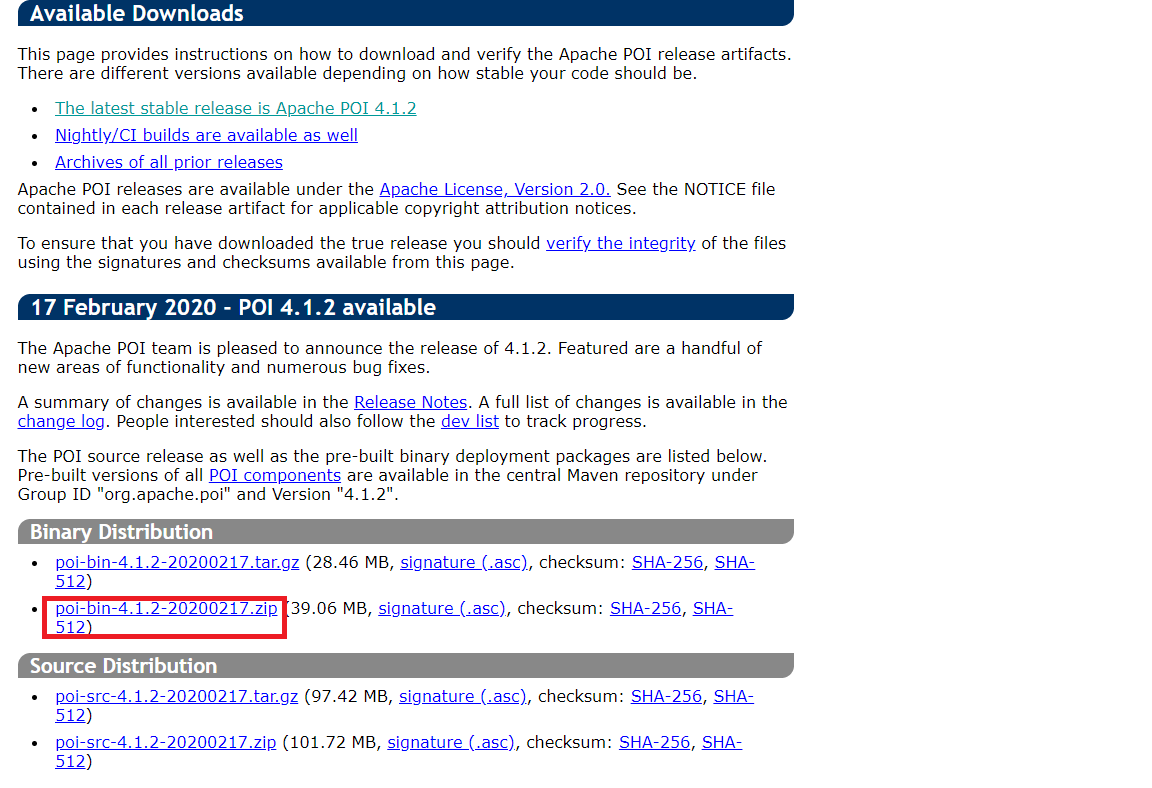 Available Downloads
This page provides instructions on how to download and verify the Apache POI release artifacts.
There are different versions available depending on how stable your code should be.
• The latest stable release is Apache POI 4.1.2
• Nightly/CI builds are available as well
• Archives of all prior releases
Apache POI releases are available under the Apache License, Version 2.0. See the NOTICE file
contained in each release artifact for applicable copyright attribution notices.
To ensure that you have downloaded the true release you should verify the integrity of the files
using the signatures and checksums available from this page.
17 February 2020 - POI 4.1.2 available
The Apache POI team is pleased to announce the release of 4.1.2. Featured are a handful of
new areas of functionality and numerous bug fixes.
A summary of changes is available in the Release Notes. A full list of changes is available in the
change log. People interested should also follow the dev list to track progress.
The POI source release as well as the pre-built binary deployment packages are listed below.
Pre-built versions of all POI components are available in the central Maven repository under
Group ID "org.apache.poi" and Version "4.1.2".
Binary Distribution
• poi-bin-4.1.2-20200217.tar.gz (28.46 MB, signature (.asc), checksum: SHA-256, SHA-
512)
• poi-bin-4.1.2-20200217.zip (39.06 MB, signature (.asc), checksum: SHA-256, SHA-
512)
Source Distribution
• poi-src-4.1.2-20200217.tar.gz (97.42 MB, signature (.asc), checksum: SHA-256, SHA-
512)
• poi-src-4.1.2-20200217.zip (101.72 MB, signature (.asc), checksum: SHA-256, SHA-
512)